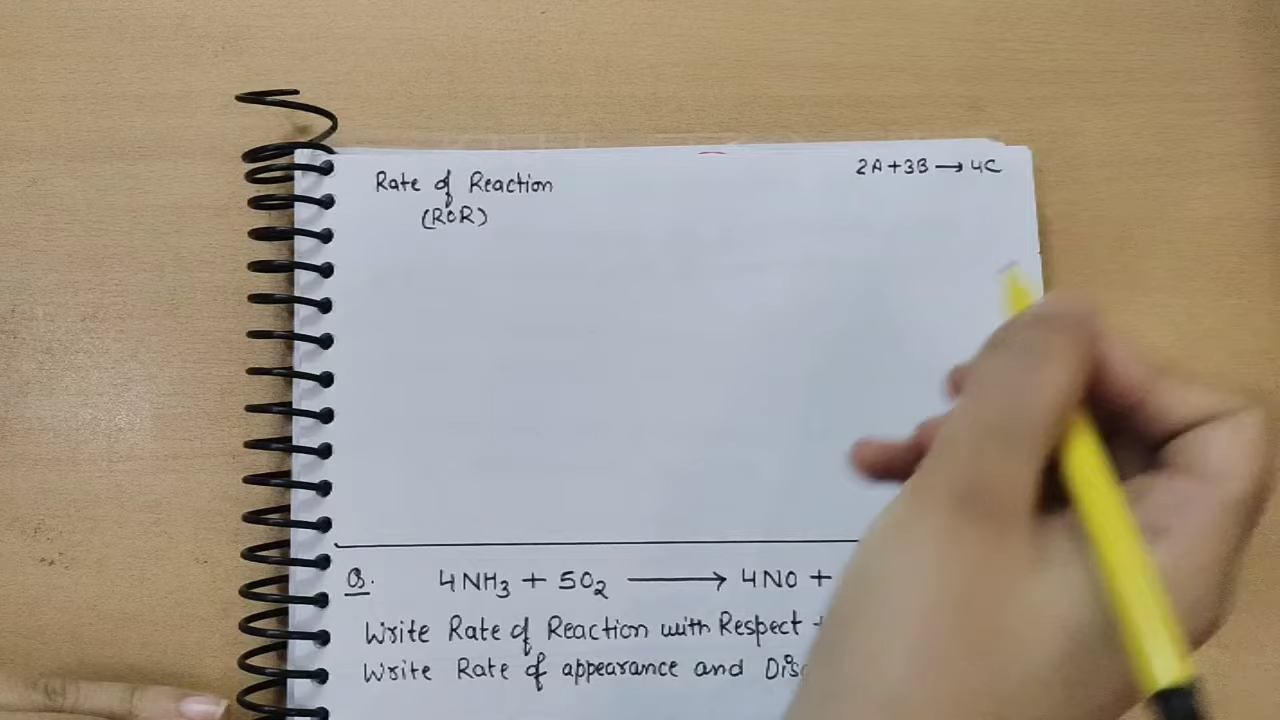 Rate of Reaction
(ROR)
2A+3B → 4C
Q. 4NH₃ + 5O₂ ⟶ 4NO +
Write Rate of Reaction with Respect
Write Rate of appearance and